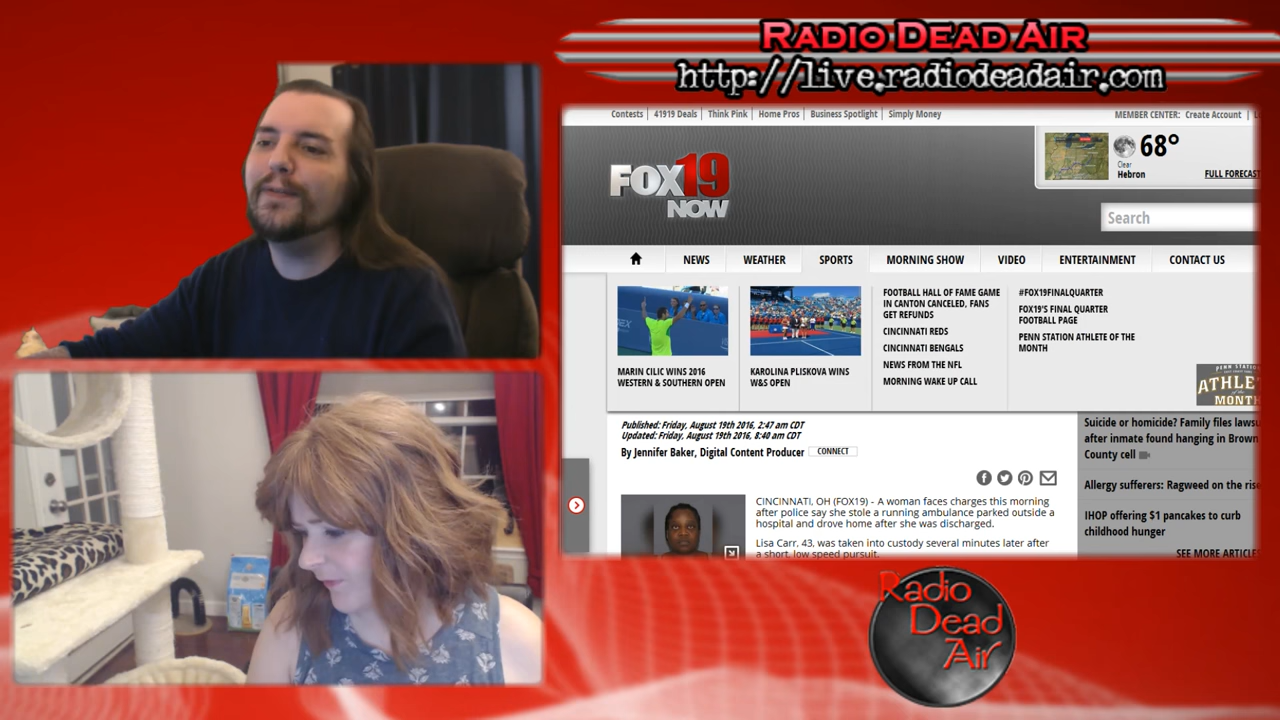 Radio Dead Air
http://live.radiodeadair.com
Contests
41919 Deals
Think Pink
Home Pros
Business Spotlight
Simply Money
MEMBER CENTER:
Create Account
FOX19
NOW
68°
Clear
Hebron
FULL FORECAST
Search
NEWS
WEATHER
SPORTS
MORNING SHOW
VIDEO
ENTERTAINMENT
CONTACT US
MARIN CILIC WINS 2016
WESTERN & SOUTHERN OPEN
KAROLINA PLISKOVA WINS
W&S OPEN
FOOTBALL HALL OF FAME GAME
IN CANTON CANCELED, FANS
GET REFUNDS
CINCINNATI REDS
CINCINNATI BENGALS
NEWS FROM THE NFL
MORNING WAKE UP CALL
#FOX19FINALQUARTER
FOX19'S FINAL QUARTER
FOOTBALL PAGE
PENN STATION ATHLETE OF THE
MONTH
PENN STATION
ATHLE
MONTH
Published: Friday, August 19th 2016, 2:47 am CDT
Updated: Friday, August 19th 2016, 8:40 am CDT
By Jennifer Baker, Digital Content Producer
CONNECT
CINCINNATI, OH (FOX19) - A woman faces charges this morning
after police say she stole a running ambulance parked outside a
hospital and drove home after she was discharged.
Lisa Carr, 43, was taken into custody several minutes later after
a short, low speed pursuit.
Suicide or homicide? Family files lawsu
after inmate found hanging in Brown
County cell
Allergy sufferers: Ragweed on the rise
IHOP offering $1 pancakes to curb
childhood hunger
SEE MORE ARTICLE
Radio
Dead
Air